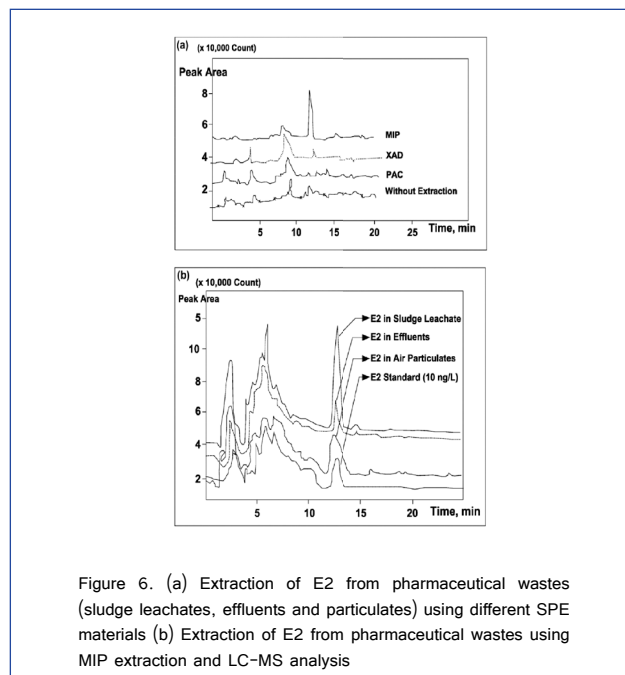 (a) (x 10,000 Count)
Peak Area
8
6
4
2
MIP
XAD
PAC
Without Extraction
5 10 15 20 25
Time, min
(b) (x 10,000 Count)
Peak Area
5
10
8
6
4
2
E2 in Sludge Leachate
E2 in Effluents
E2 in Air Particulates
E2 Standard (10 ng/L)
5 10 15 20
Time, min
Figure 6. (a) Extraction of E2 from pharmaceutical wastes
(sludge leachates, effluents and particulates) using different SPE
materials (b) Extraction of E2 from pharmaceutical wastes using
MIP extraction and LC-MS analysis